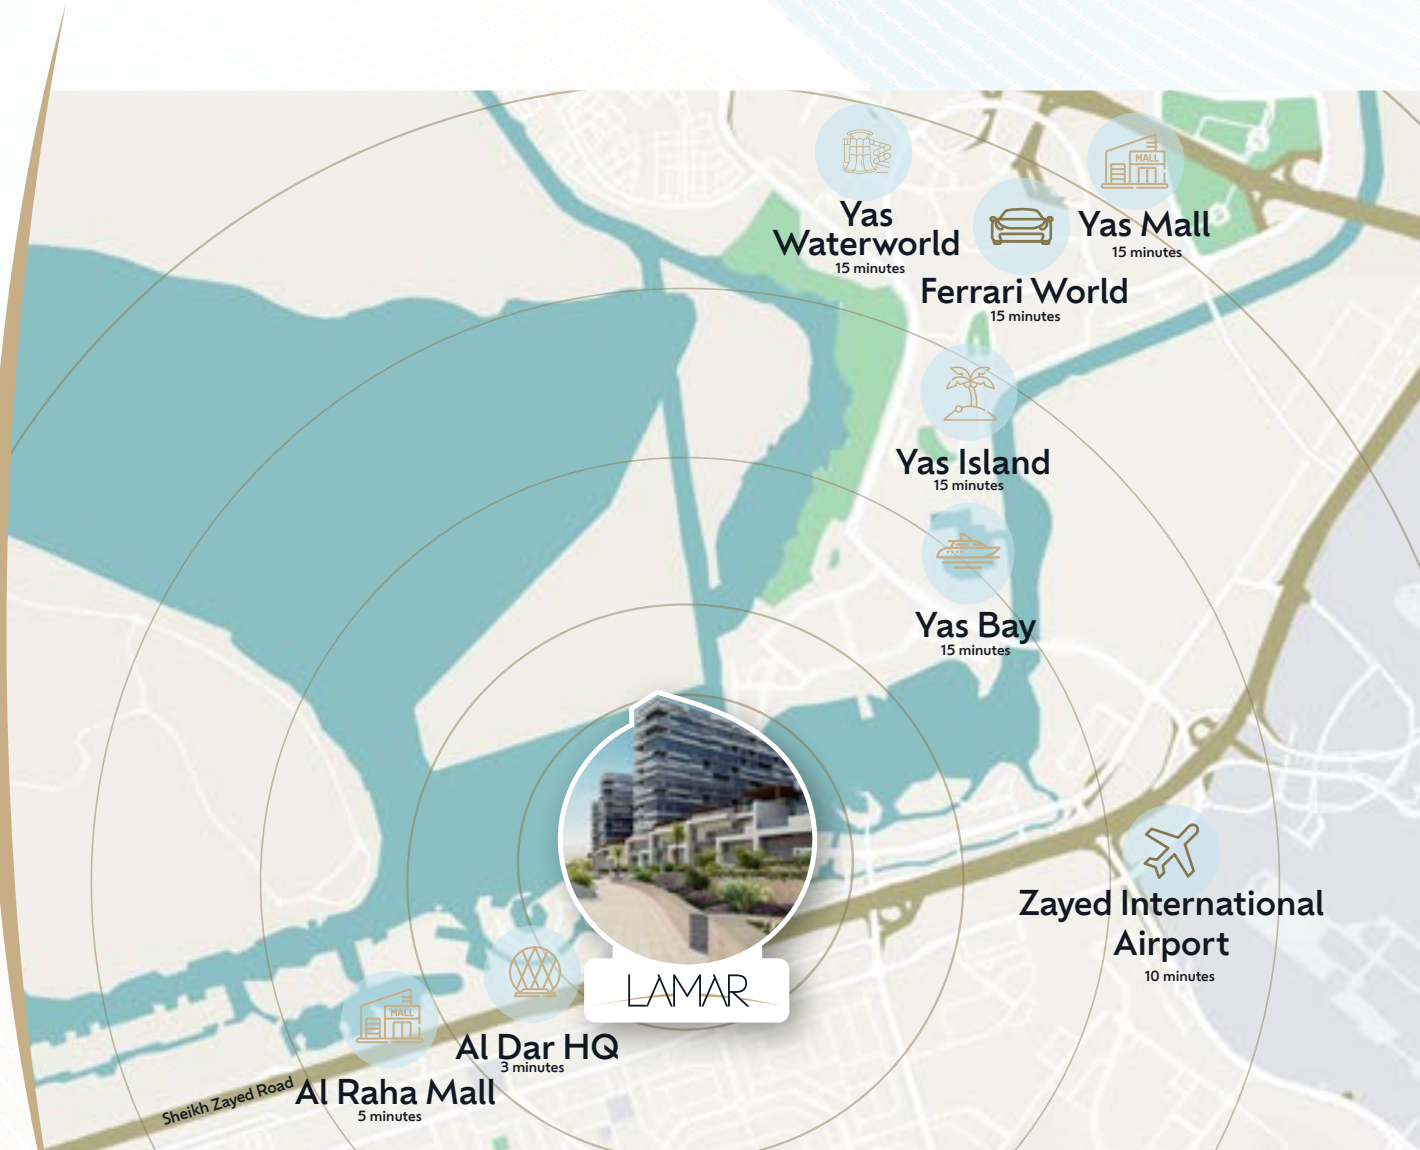 MALL
Yas
Waterworld
15 minutes
Yas Mall
15 minutes
Ferrari World
15 minutes
Yas Island
15 minutes
Yas Bay
15 minutes
Zayed International
Airport
10 minutes
LAMAR
MALL
Al Dar HQ
3 minutes
Al Raha Mall
5 minutes
Sheikh Zayed Road